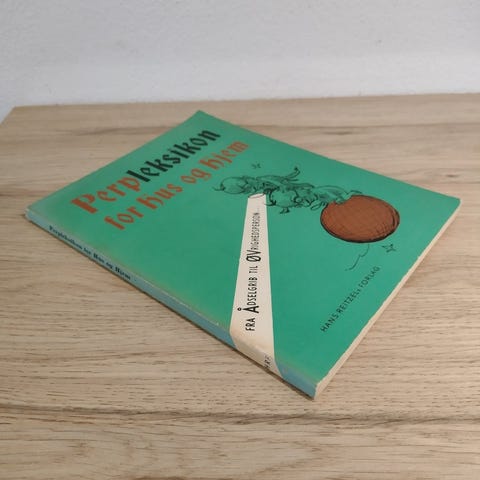 Perpleksikon
for hus og hjem
FRA ÅDSELGRIB TIL ØVRIGHEDSPERSON
HANS REITZELS FORLAG
Perpleksikon for Hus og Hjem